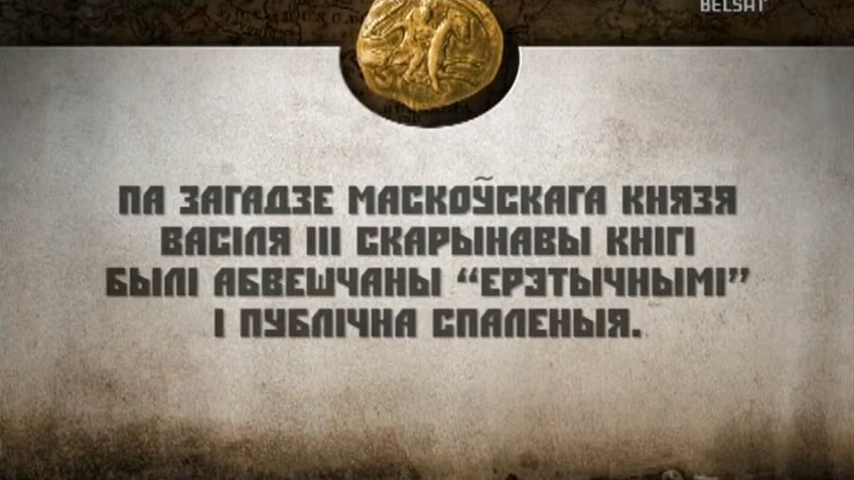 BELSAT
ПА ЗАГАДЗЕ МАСКОЎСКАГА КНЯЗЯ
ВАСІЛЯ III СКАРЫНАВЫ КНІГІ
БЫЛІ АБВЕШЧАНЫ “ЕРЭТЫЧНЫМІ”
І ПУБЛІЧНА СПАЛЕНЫЯ.